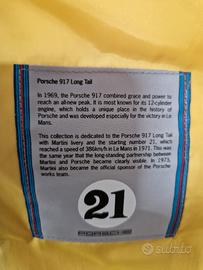 Porsche 917 Long Tail
In 1969, the Porsche 917 combined grace and power to
reach an all-new peak. It is most known for its 12-cylinder
engine, which holds a unique place in the history of
Porsche and was developed especially for the victory in Le
Mans.
This collection is dedicated to the Porsche 917 Long Tail
with Martini livery and the starting number 21, which
reached a speed of 386km/h in Le Mans in 1971. This was
the same year that the long-standing partnership between
Martini and Porsche became clearly visible. In 1973,
Martini also became the official sponsor of the Porsche
works team.
21
PORSCHE
subito